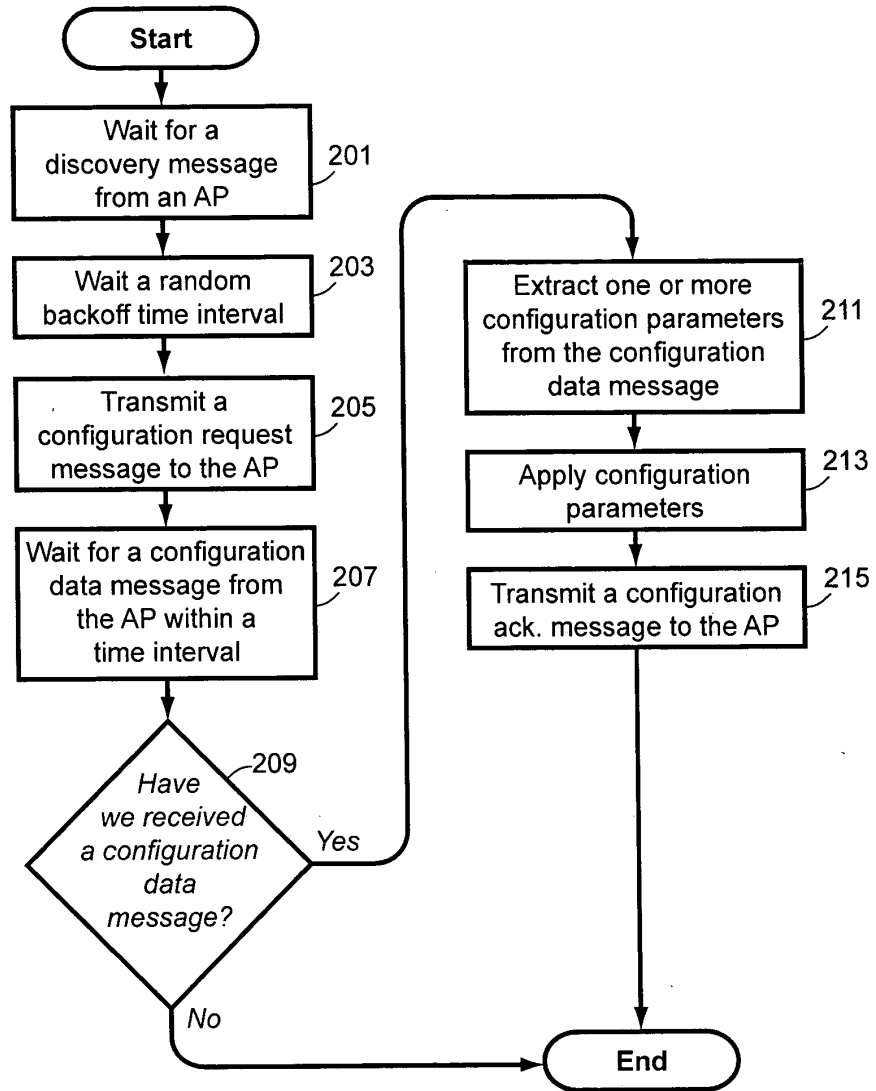 Start
Wait for a
discovery message
from an AP
201
Wait a random
backoff time interval
203
Transmit a
configuration request
message to the AP
205
Wait for a configuration
data message from
the AP within a
time interval
207
Have
we received
a configuration
data
message?
209
Yes
No
Extract one or more
configuration parameters
from the configuration
data message
211
Apply configuration
parameters
213
Transmit a configuration
ack. message to the AP
215
End